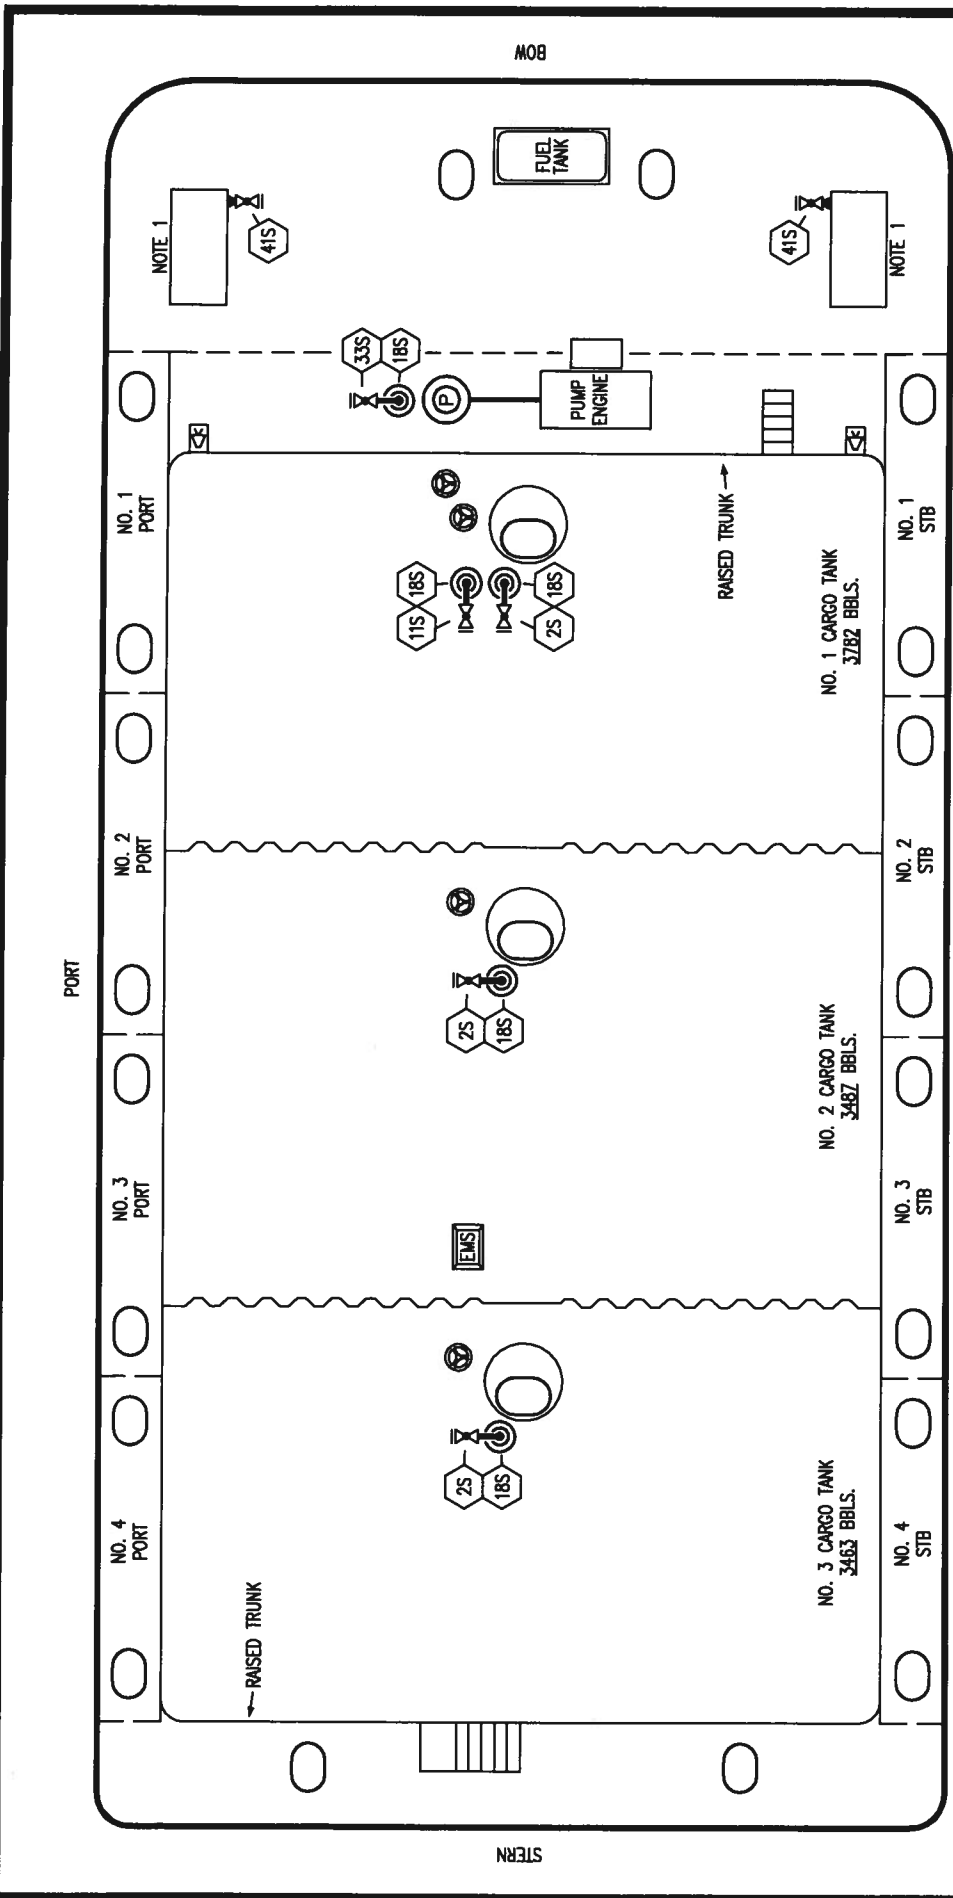 BOW
NOTE 1
41S
FUEL
TANK
41S
NOTE 1
33S
18S
P
PUMP
ENGINE
NO. 1
PORT
11S
18S
18S
2S
RAISED TRUNK
NO. 1 CARGO TANK
3782 BBLS.
NO. 1
STB
NO. 2
PORT
PORT
2S
18S
NO. 2 CARGO TANK
3487 BBLS.
NO. 2
STB
NO. 3
PORT
EMS
NO. 3
STB
NO. 4
PORT
RAISED TRUNK
2S
18S
NO. 3 CARGO TANK
3463 BBLS.
NO. 4
STB
STERN